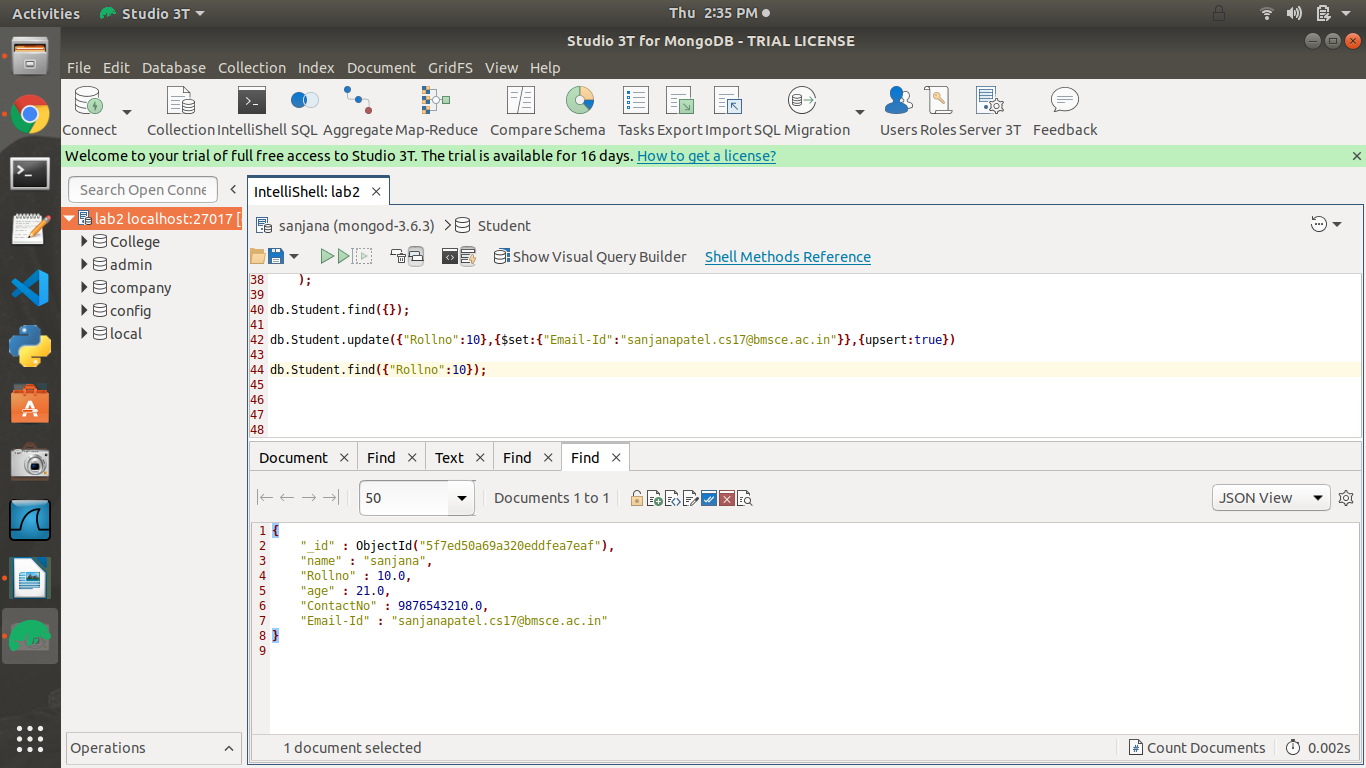 Activities Studio 3T Thu 2:35 PM
Studio 3T for MongoDB - TRIAL LICENSE
File Edit Database Collection Index Document GridFS View Help
Connect Collection IntelliShell SQL Aggregate Map-Reduce Compare Schema Tasks Export Import SQL Migration Users Roles Server 3T Feedback
Welcome to your trial of full free access to Studio 3T. The trial is available for 16 days. How to get a license?
Search Open Conne
IntelliShell: lab2
lab2 localhost:27017 [
College
admin
company
config
local
sanjana (mongod-3.6.3) Student
Show Visual Query Builder Shell Methods Reference
38 );
39
40 db.Student.find({});
41
42 db.Student.update({"Rollno":10},{$set:{"Email-Id":"sanjanapatel.cs17@bmsce.ac.in"}},{upsert:true})
43
44 db.Student.find({"Rollno":10});
45
46
47
48
Document Find Text Find Find
50 Documents 1 to 1 JSON View
1 {
2 "_id" : ObjectId("5f7ed50a69a320eddfea7eaf"),
3 "name" : "sanjana",
4 "Rollno" : 10.0,
5 "age" : 21.0,
6 "ContactNo" : 9876543210.0,
7 "Email-Id" : "sanjanapatel.cs17@bmsce.ac.in"
8 }
9
Operations
1 document selected Count Documents 0.002s